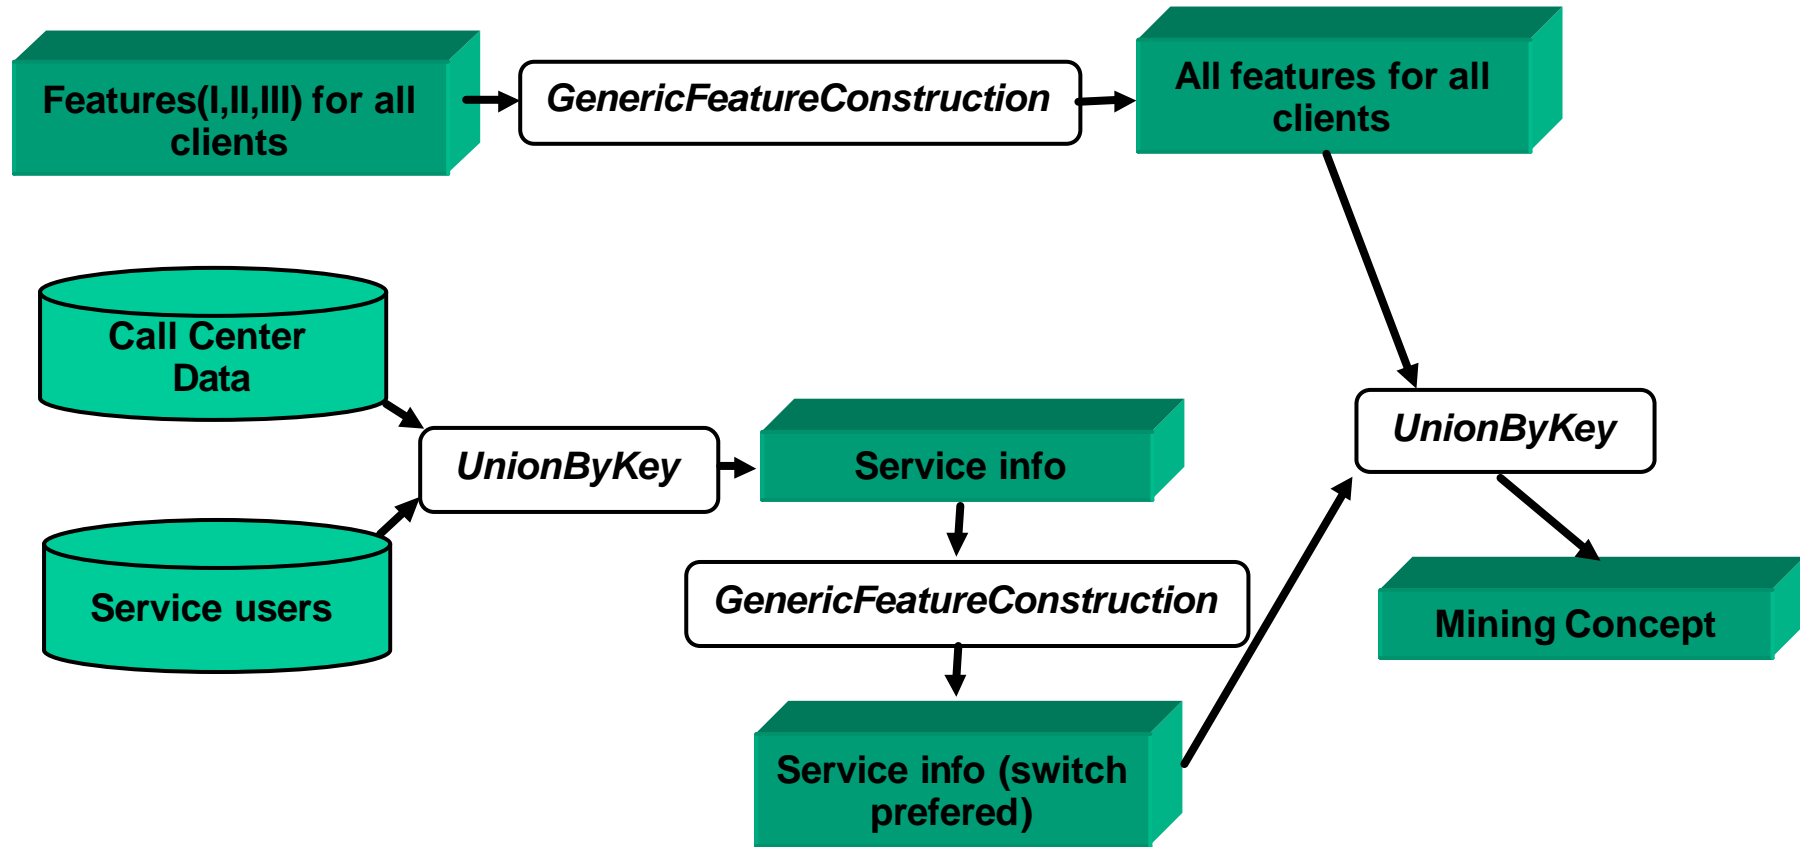 Features(I,II,III) for all
clients
GenericFeatureConstruction
All features for all
clients
Call Center
Data
UnionByKey
Service info
UnionByKey
Service users
GenericFeatureConstruction
Mining Concept
Service info (switch
prefered)